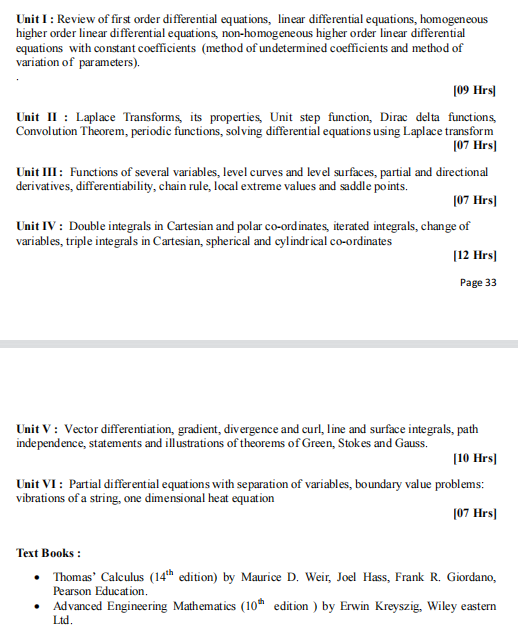 Unit I : Review of first order differential equations, linear differential equations, homogeneous
higher order linear differential equations, non-homogeneous higher order linear differential
equations with constant coefficients (method of undetermined coefficients and method of
variation of parameters).
.
[09 Hrs]
Unit II : Laplace Transforms, its properties, Unit step function, Dirac delta functions,
Convolution Theorem, periodic functions, solving differential equations using Laplace transform
[07 Hrs]
Unit III : Functions of several variables, level curves and level surfaces, partial and directional
derivatives, differentiability, chain rule, local extreme values and saddle points.
[07 Hrs]
Unit IV : Double integrals in Cartesian and polar co-ordinates, iterated integrals, change of
variables, triple integrals in Cartesian, spherical and cylindrical co-ordinates
[12 Hrs]
Page 33
Unit V : Vector differentiation, gradient, divergence and curl, line and surface integrals, path
independence, statements and illustrations of theorems of Green, Stokes and Gauss.
[10 Hrs]
Unit VI : Partial differential equations with separation of variables, boundary value problems:
vibrations of a string, one dimensional heat equation
[07 Hrs]
Text Books :
• Thomas' Calculus (14th edition) by Maurice D. Weir, Joel Hass, Frank R. Giordano,
Pearson Education.
• Advanced Engineering Mathematics (10th edition ) by Erwin Kreyszig, Wiley eastern
Ltd.